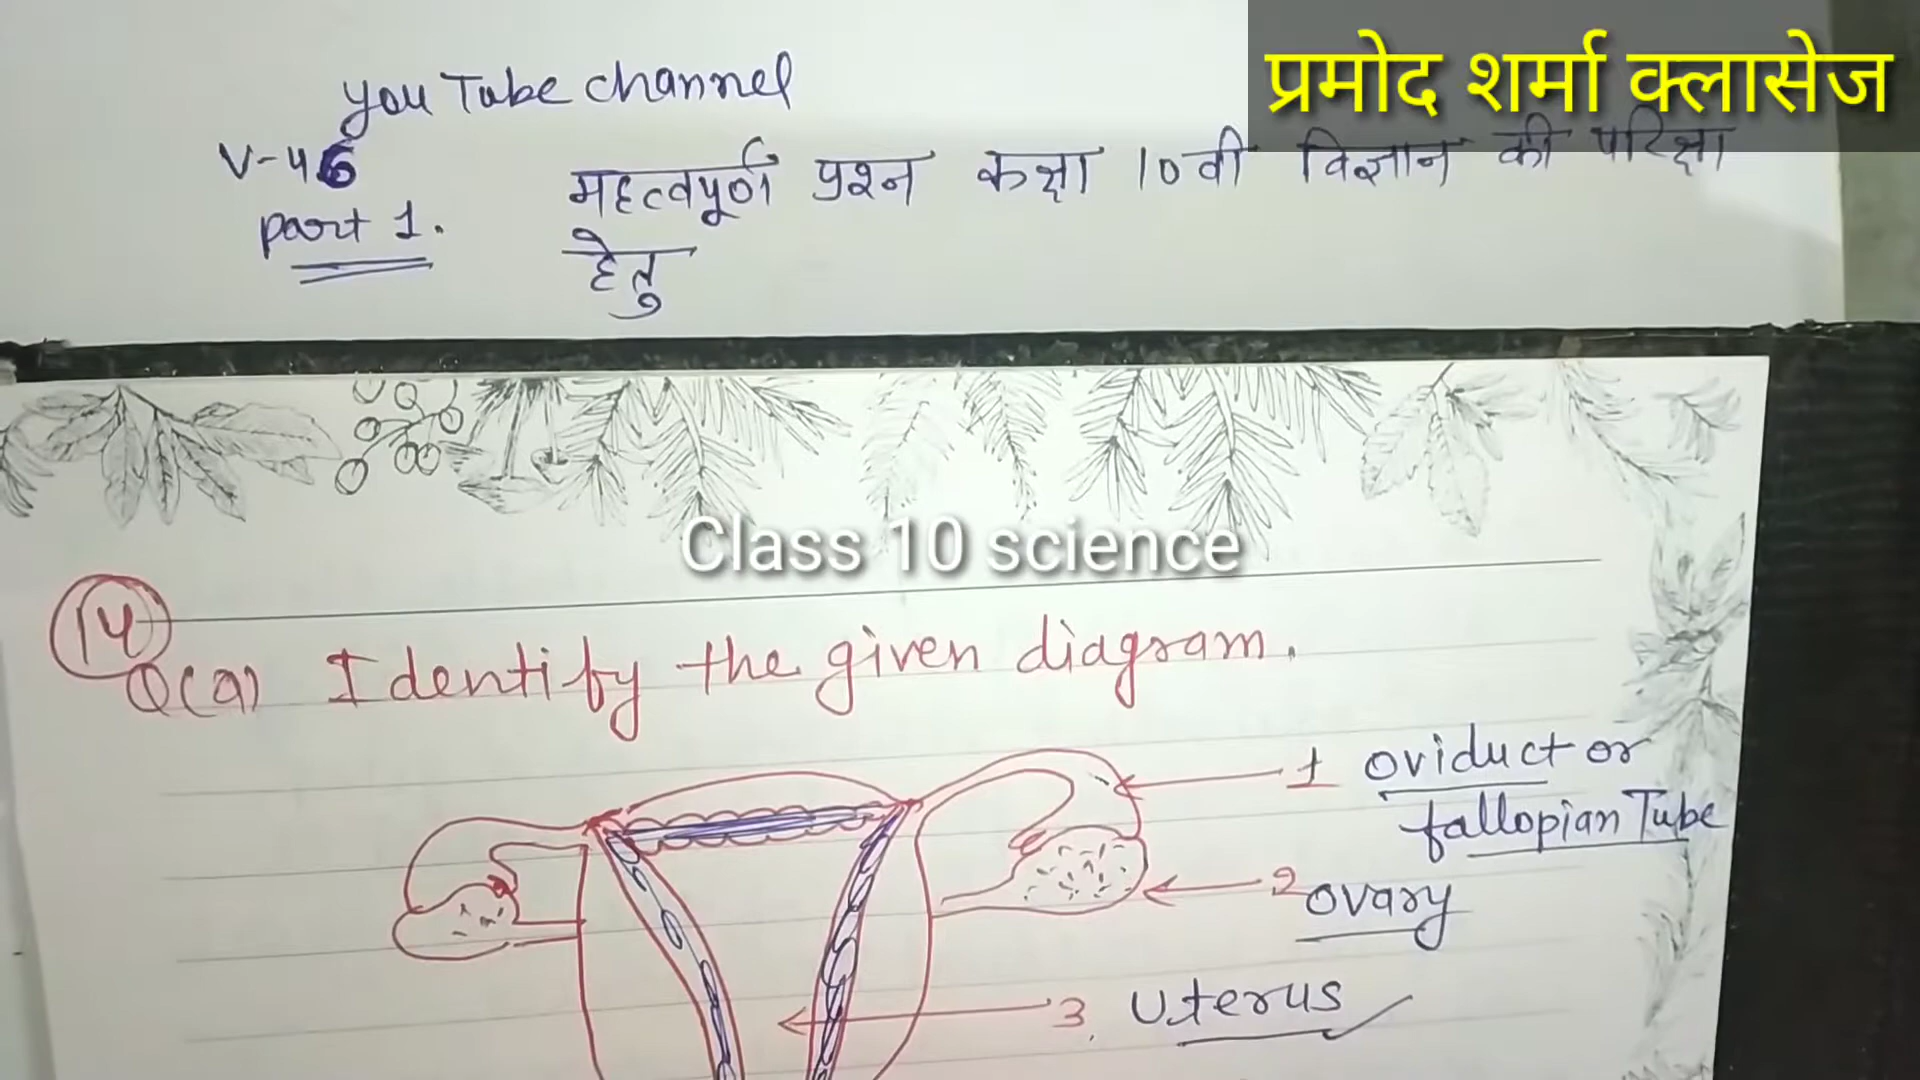 प्रमोद शर्मा क्लासेज
you Tube channel
V-46
part 1.
महत्वपूर्ण प्रश्न कक्षा 10वी विज्ञान की परिक्षा
हेतु
Class 10 science
14
Q(a) Identify the given diagram.
1 oviduct or
fallopian Tube
2 ovary
3. Uterus